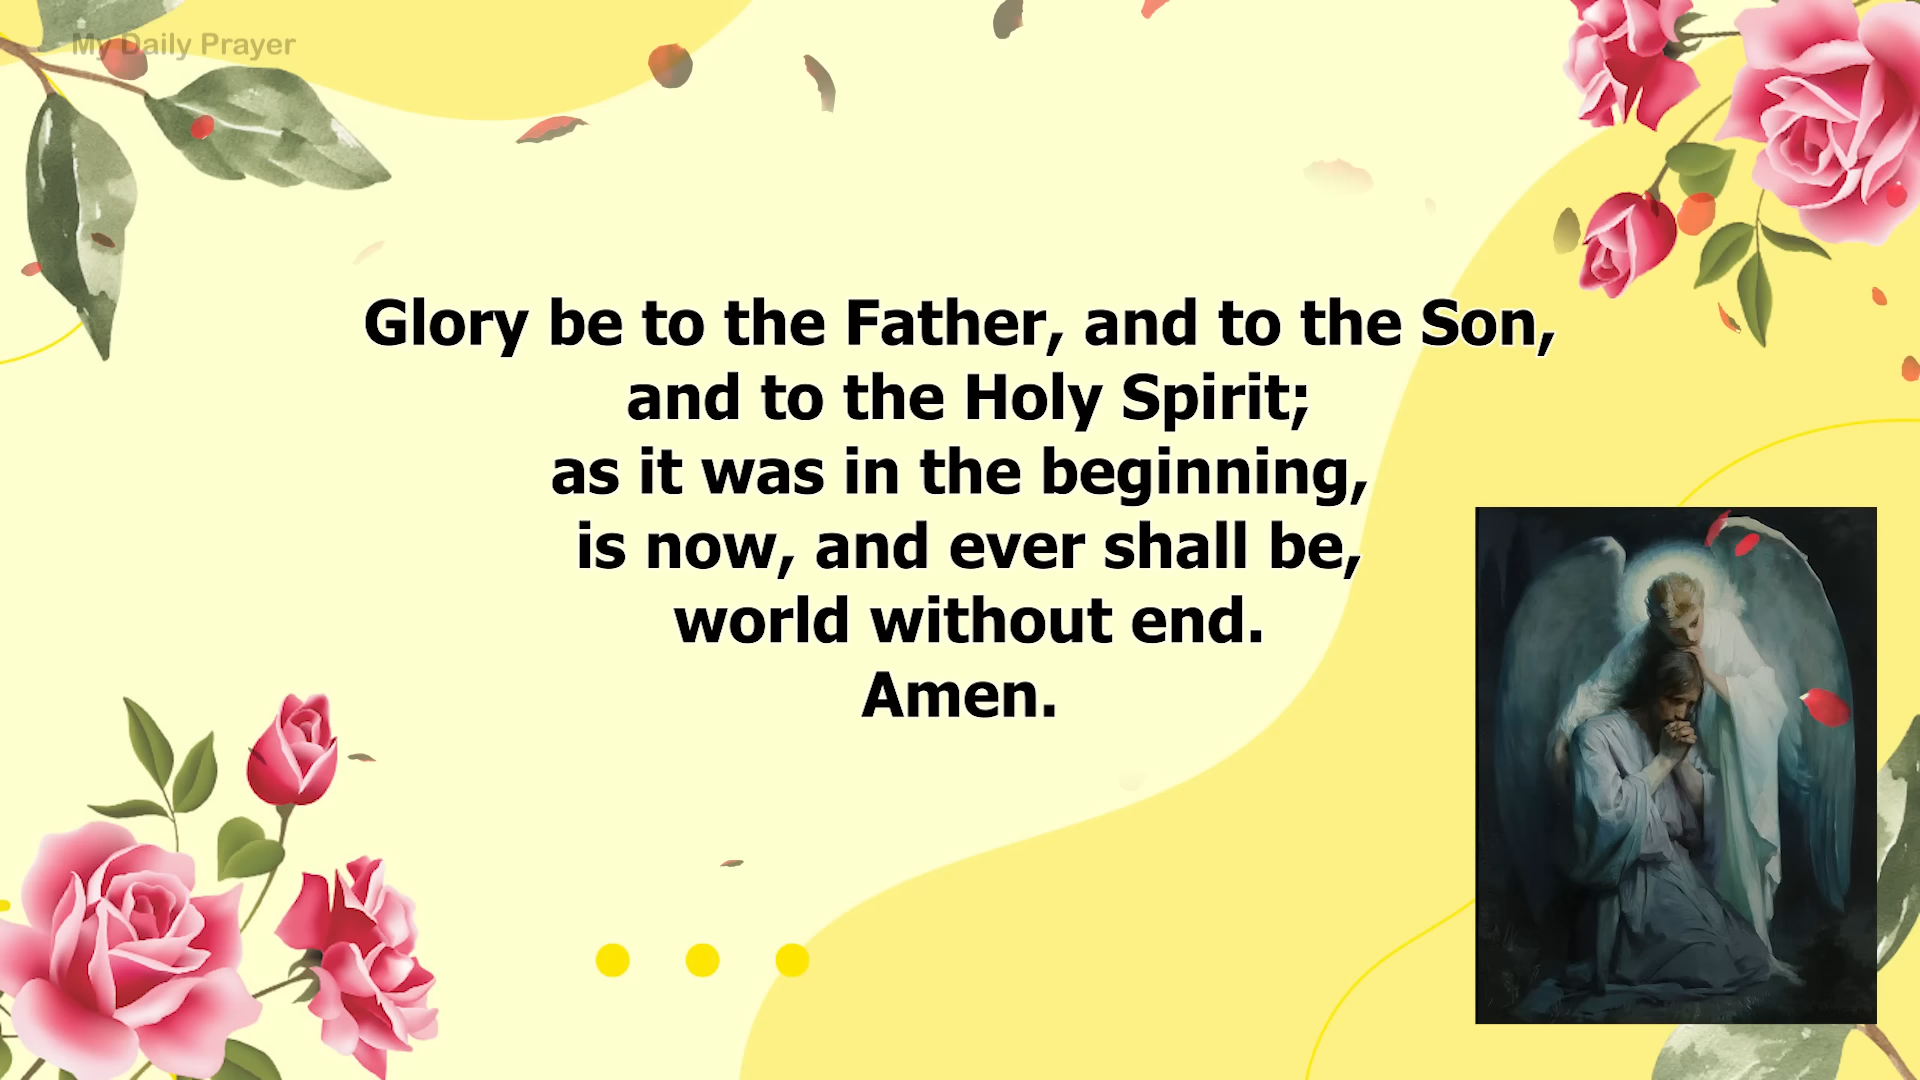 My Daily Prayer
Glory be to the Father, and to the Son,
and to the Holy Spirit;
as it was in the beginning,
is now, and ever shall be,
world without end.
Amen.